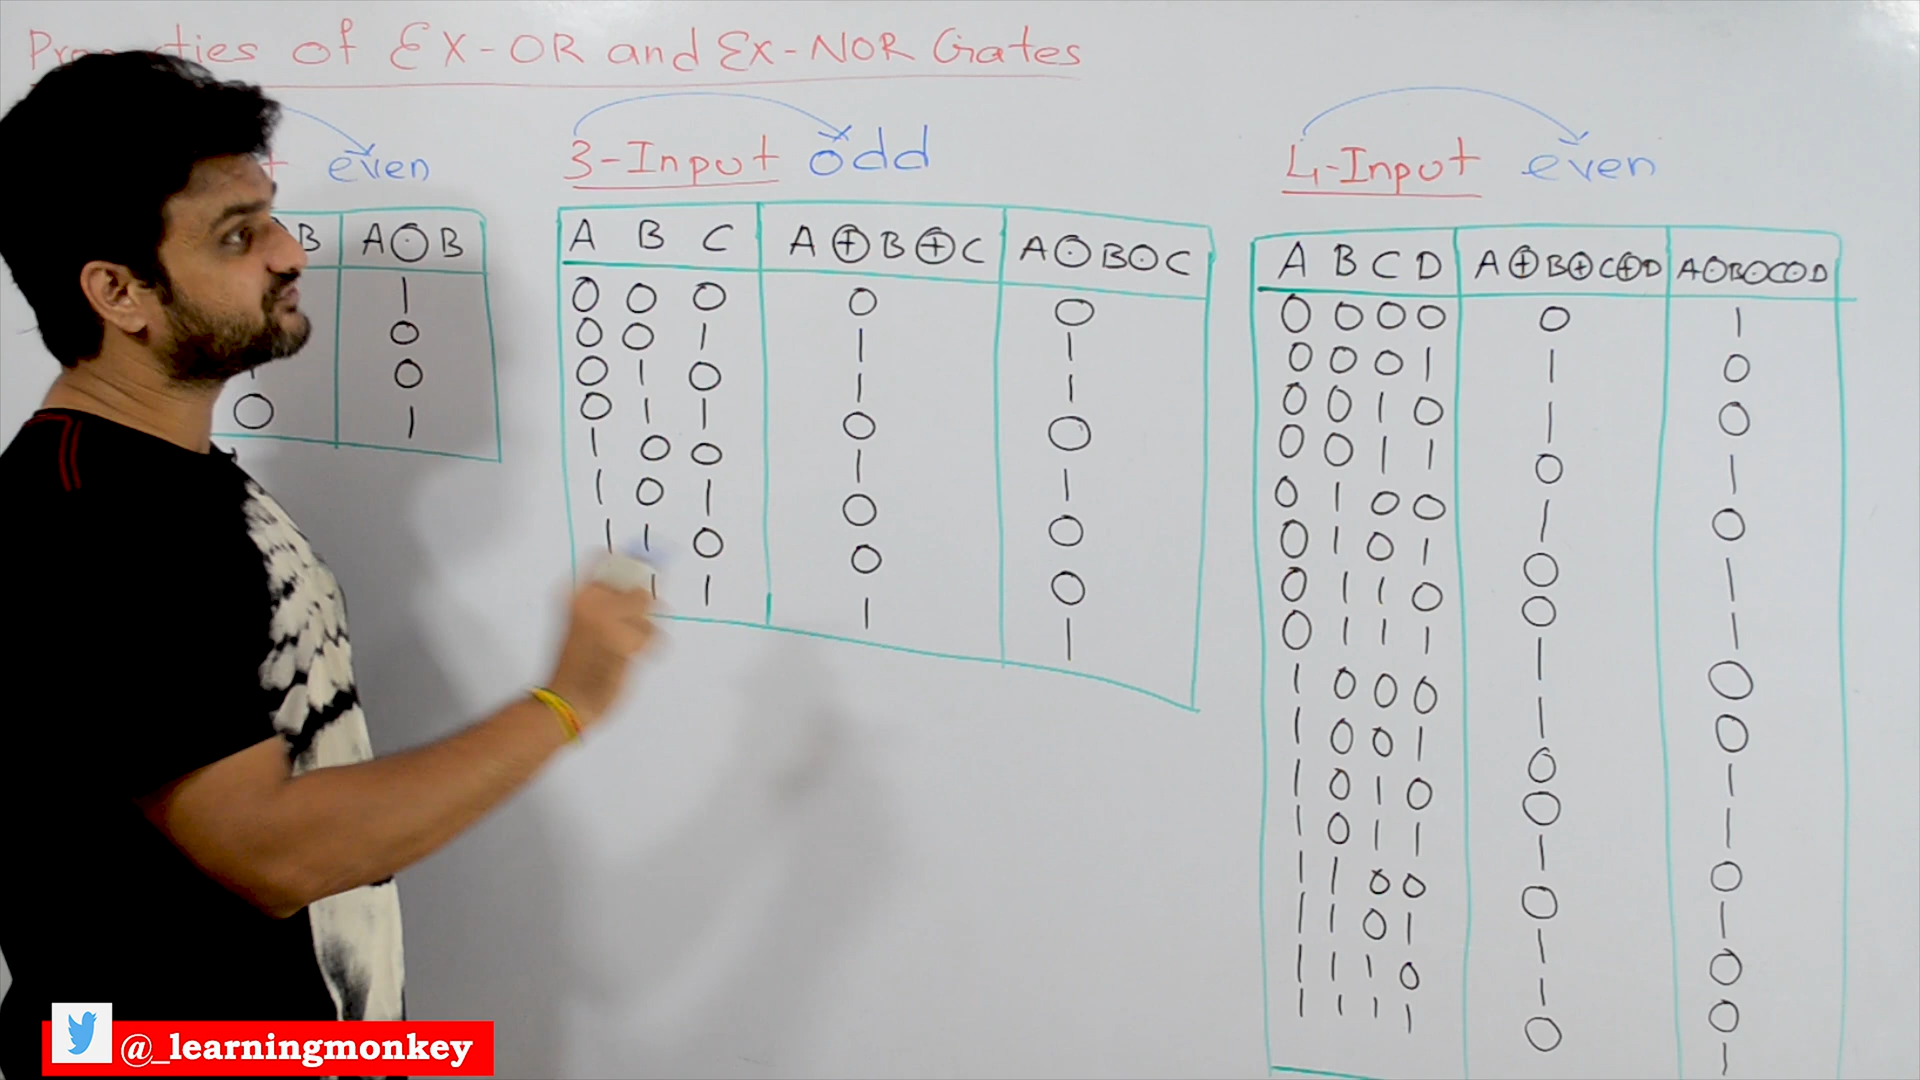 of EX-OR and EX-NOR Gates
even
B A⊙B
1
0
0
0 1
3-Input odd
A B C A⊕B⊕C A⊙B⊙C
0 0 0 0 0
0 0 1 1 1
0 1 0 1 1
0 1 1 0 0
1 0 0 1 1
1 0 1 0 0
1 1 0 0 0
1 1 1 1
4-Input even
A B C D A⊕B⊕C⊕D A⊙B⊙C⊙D
0 0 0 0 0 1
0 0 0 1 1 0
0 0 1 0 1 0
0 0 1 1 0 1
0 1 0 0 1 0
0 1 0 1 0 1
0 1 1 0 0 1
0 1 1 1 1 0
1 0 0 0 1 0
1 0 0 1 0 1
1 0 1 0 0 1
1 0 1 1 1 0
1 1 0 0 0 1
1 1 0 1 1 0
1 1 1 0 1 0
1 1 1 1 0 1
@_learningmonkey